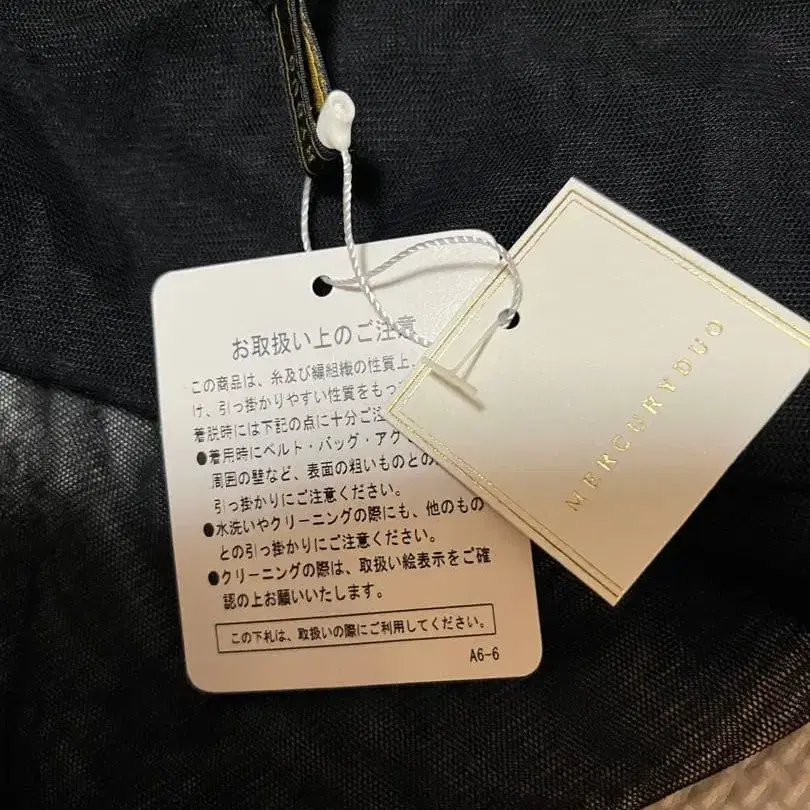 お取扱い上のご注意
この商品は、糸及び編組織の性質上、
け、引っ掛かりやすい性質をもっ
着脱時には下記の点に十分ご注
●着用時にベルト・バッグ・アク
周囲の壁など、表面の粗いものとの
引っ掛かりにご注意ください。
●水洗いやクリーニングの際にも、他のもの
との引っ掛かりにご注意ください。
●クリーニングの際は、取扱い絵表示をご確
認の上お願いいたします。
この下札は、取扱いの際にご利用してください。
A6-6
MERCURYDUO